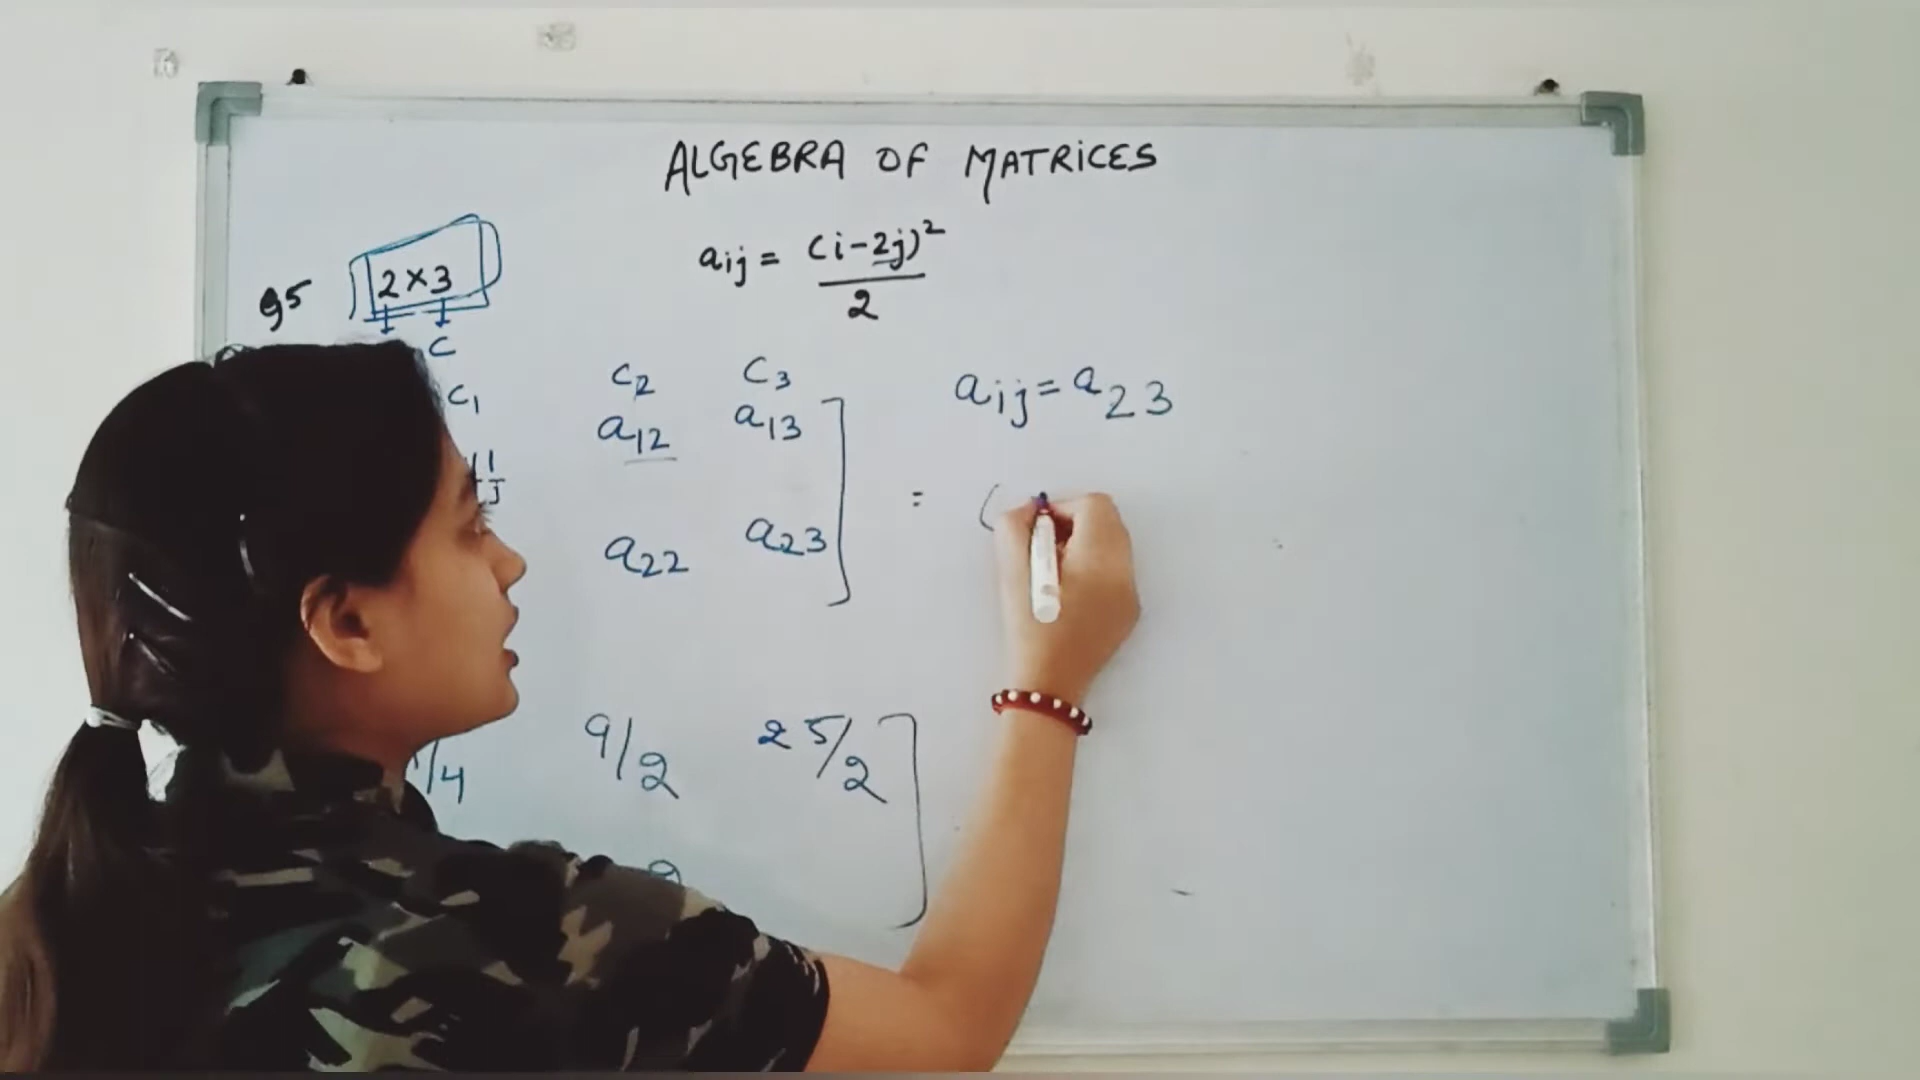 ALGEBRA OF MATRICES
aij = (i-2j)²
2
95 2×3
C
C1 C2 C3
aij = a23
a12 a13
=
a22 a23
/4 9/2 25/2